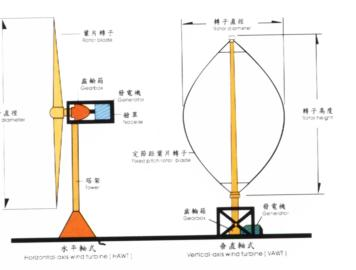 葉片轉子
Rotor blade
直徑
diameter
齒輪箱
Gearbox
發電機
Generator
發罩
Nacelle
塔架
Tower
水平軸式
Horizontal-axis wind turbine ( HAWT )
轉子直徑
Rotor diameter
轉子高度
Rotor height
定節距葉片轉子
Fixed pitch rotor blade
齒輪箱
Gearbox
發電機
Generator
垂直軸式
Vertical-axis wind turbine ( VAWT )